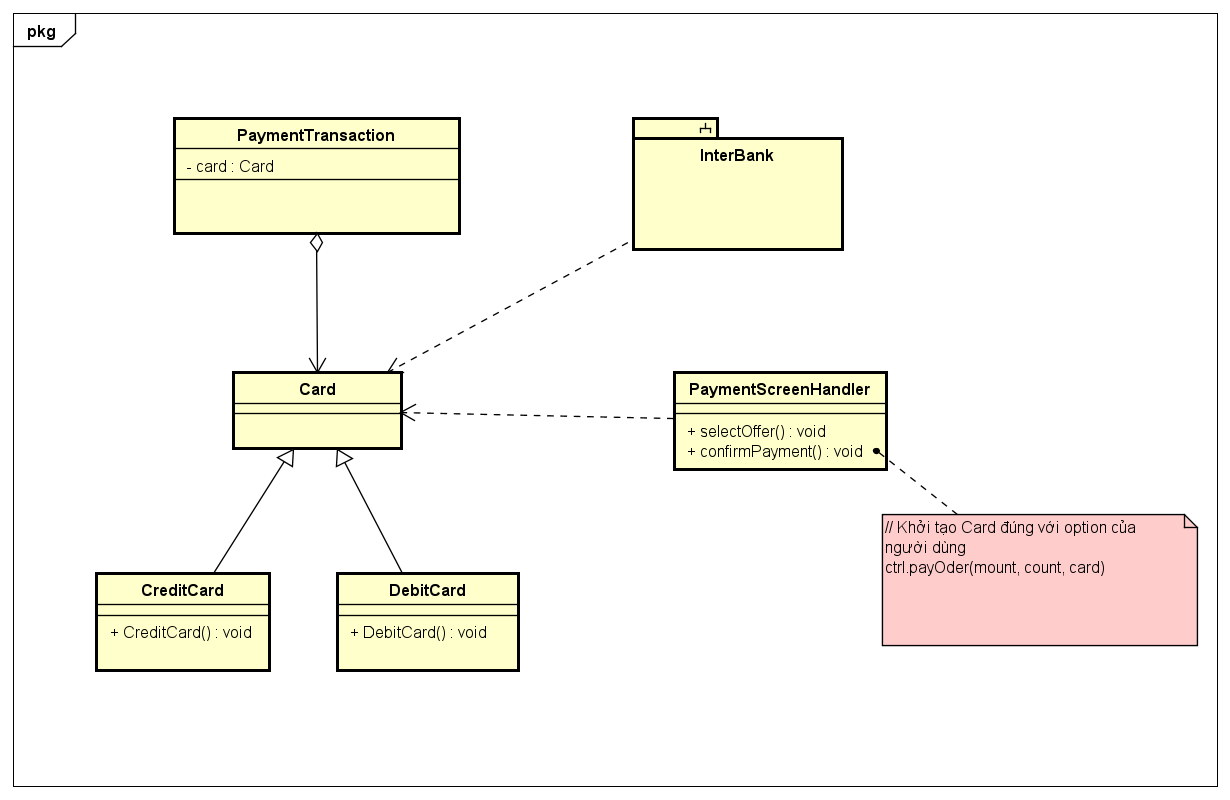 pkg
PaymentTransaction
- card : Card
InterBank
Card
PaymentScreenHandler
+ selectOffer() : void
+ confirmPayment() : void
// Khởi tạo Card đúng với option của
người dùng
ctrl.payOder(mount, count, card)
CreditCard
+ CreditCard() : void
DebitCard
+ DebitCard() : void